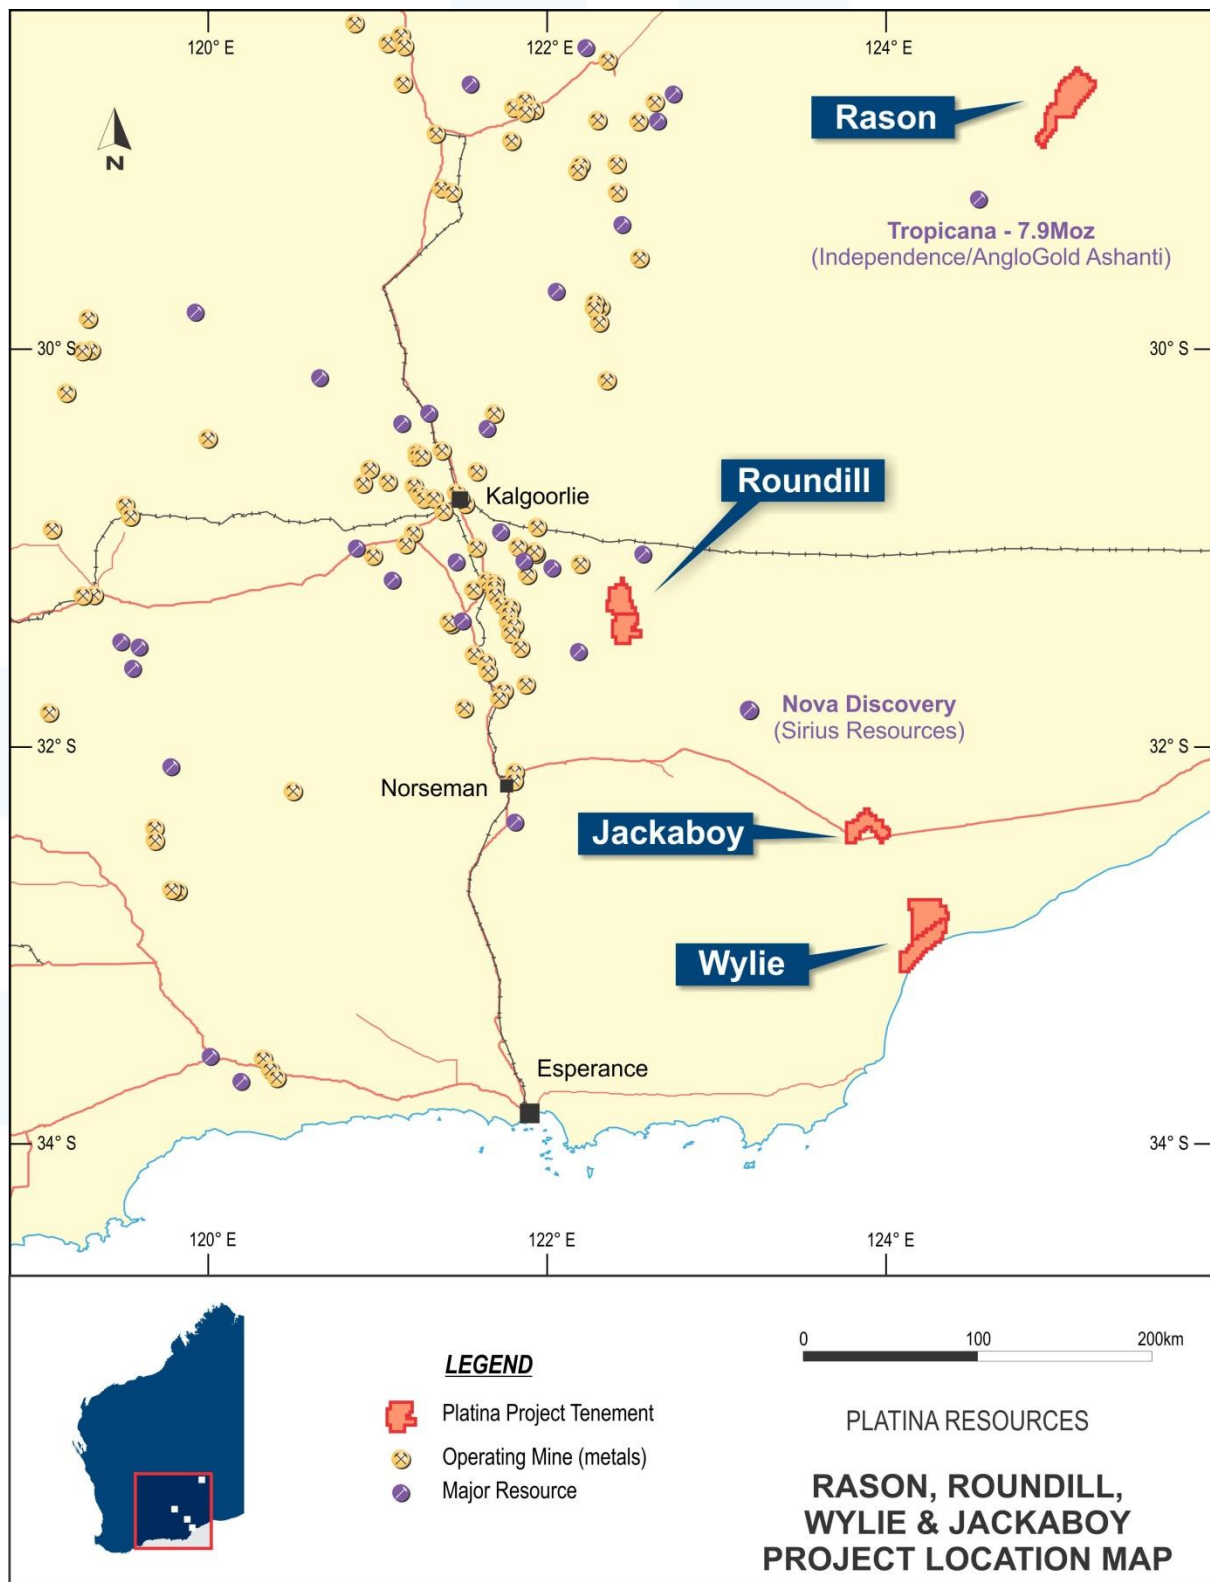 120° E
122° E
124° E
Rason
N
Tropicana - 7.9Moz
(Independence/AngloGold Ashanti)
30° S
30° S
Roundill
Kalgoorlie
Nova Discovery
(Sirius Resources)
32° S
32° S
Norseman
Jackaboy
Wylie
Esperance
34° S
34° S
120° E
122° E
124° E
0
100
200km
LEGEND
Platina Project Tenement
Operating Mine (metals)
Major Resource
PLATINA RESOURCES
RASON, ROUNDILL,
WYLIE & JACKABOY
PROJECT LOCATION MAP